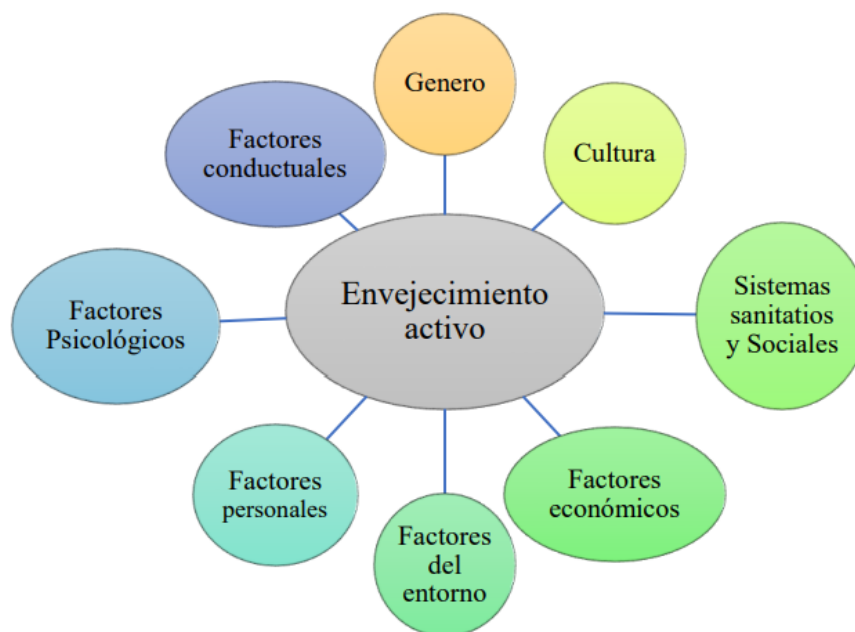 Genero
Cultura
Sistemas
sanitatios
y Sociales
Factores
económicos
Factores
del
entorno
Factores
personales
Factores
Psicológicos
Factores
conductuales
Envejecimiento
activo